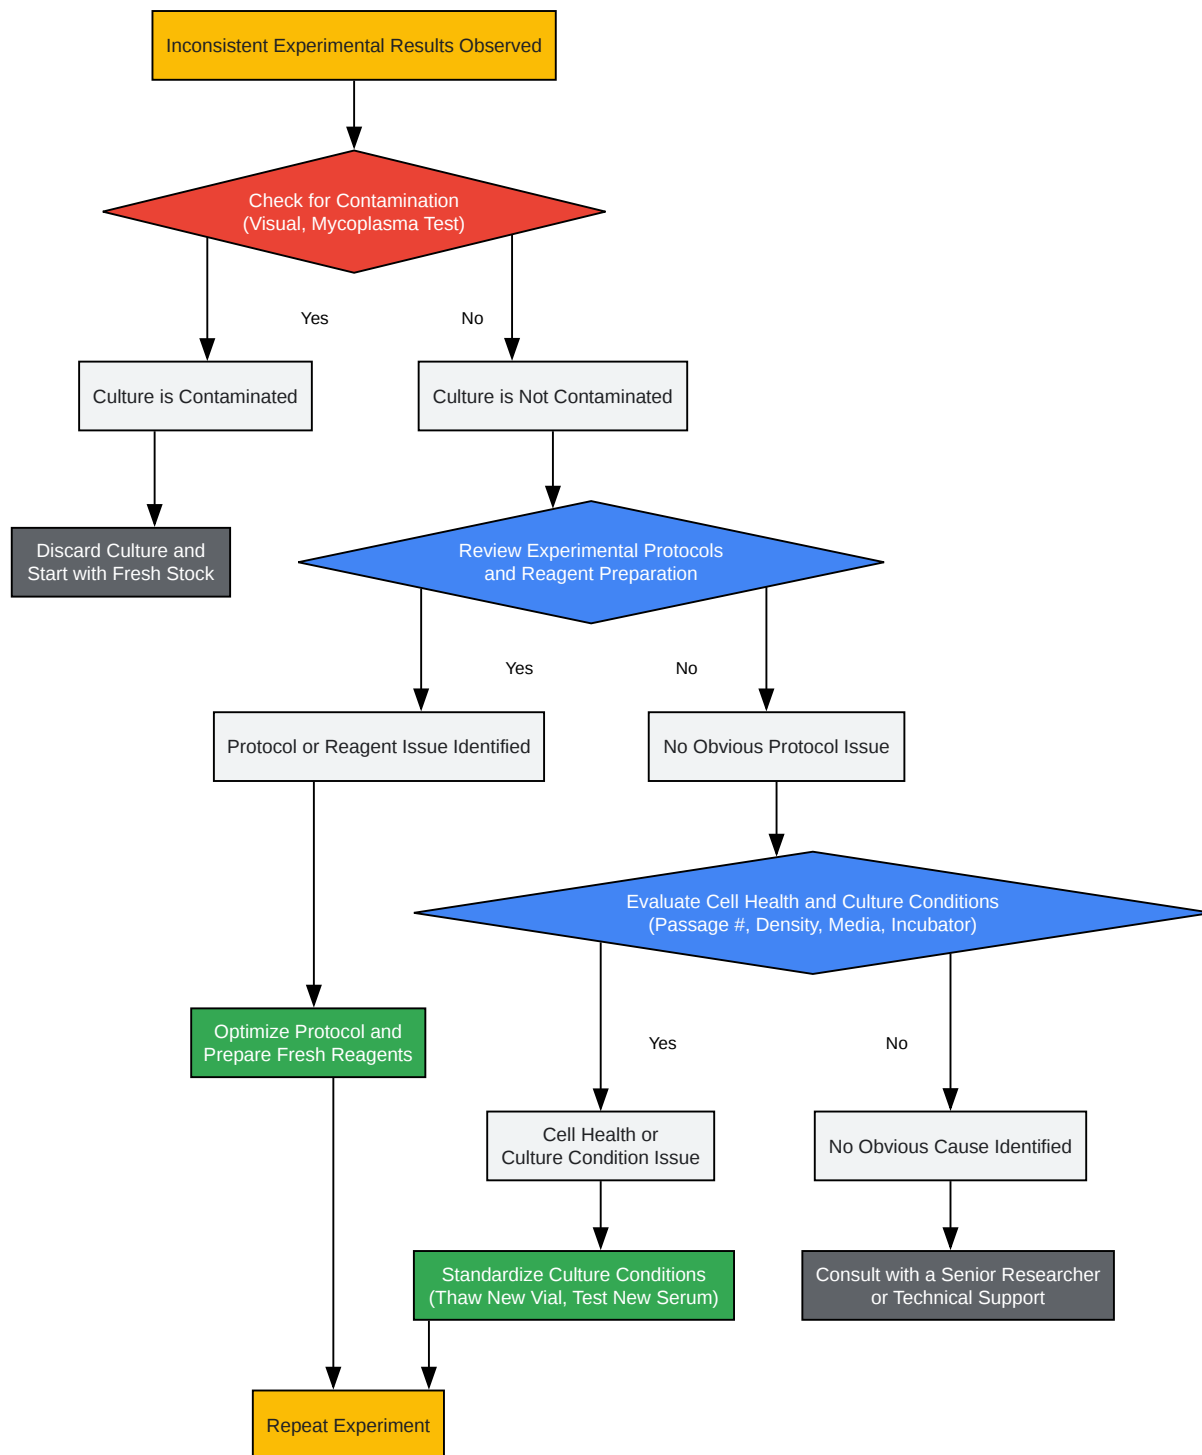 Inconsistent Experimental Results Observed
Check for Contamination
(Visual, Mycoplasma Test)
Yes
No
Culture is Contaminated
Culture is Not Contaminated
Discard Culture and
Start with Fresh Stock
Review Experimental Protocols
and Reagent Preparation
Yes
No
Protocol or Reagent Issue Identified
No Obvious Protocol Issue
Evaluate Cell Health and Culture Conditions
(Passage #, Density, Media, Incubator)
Optimize Protocol and
Prepare Fresh Reagents
Yes
No
Cell Health or
Culture Condition Issue
No Obvious Cause Identified
Standardize Culture Conditions
(Thaw New Vial, Test New Serum)
Consult with a Senior Researcher
or Technical Support
Repeat Experiment